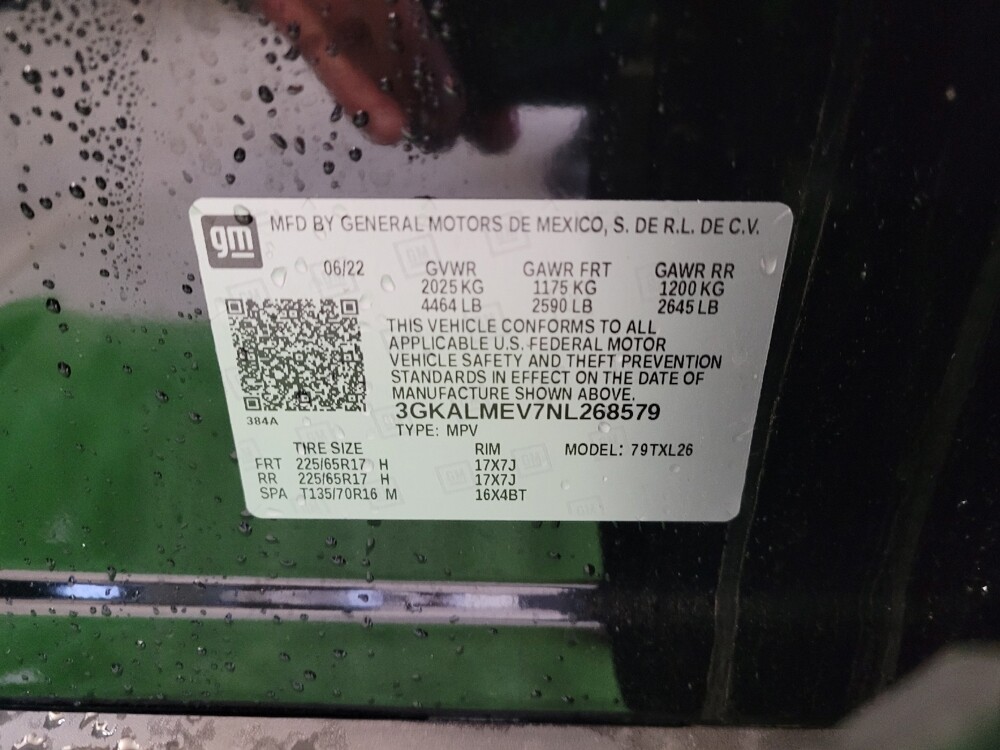 gm MFD BY GENERAL MOTORS DE MEXICO, S. DE R.L. DE C.V.
06/22 GVWR GAWR FRT GAWR RR
2025 KG 1175 KG 1200 KG
4464 LB 2590 LB 2645 LB
THIS VEHICLE CONFORMS TO ALL
APPLICABLE U.S. FEDERAL MOTOR
VEHICLE SAFETY AND THEFT PREVENTION
STANDARDS IN EFFECT ON THE DATE OF
MANUFACTURE SHOWN ABOVE.
3GKALMEV7NL268579
384A
TYPE: MPV
TIRE SIZE RIM MODEL: 79TXL26
FRT 225/65R17 H 17X7J
RR 225/65R17 H 17X7J
SPA T135/70R16 M 16X4BT